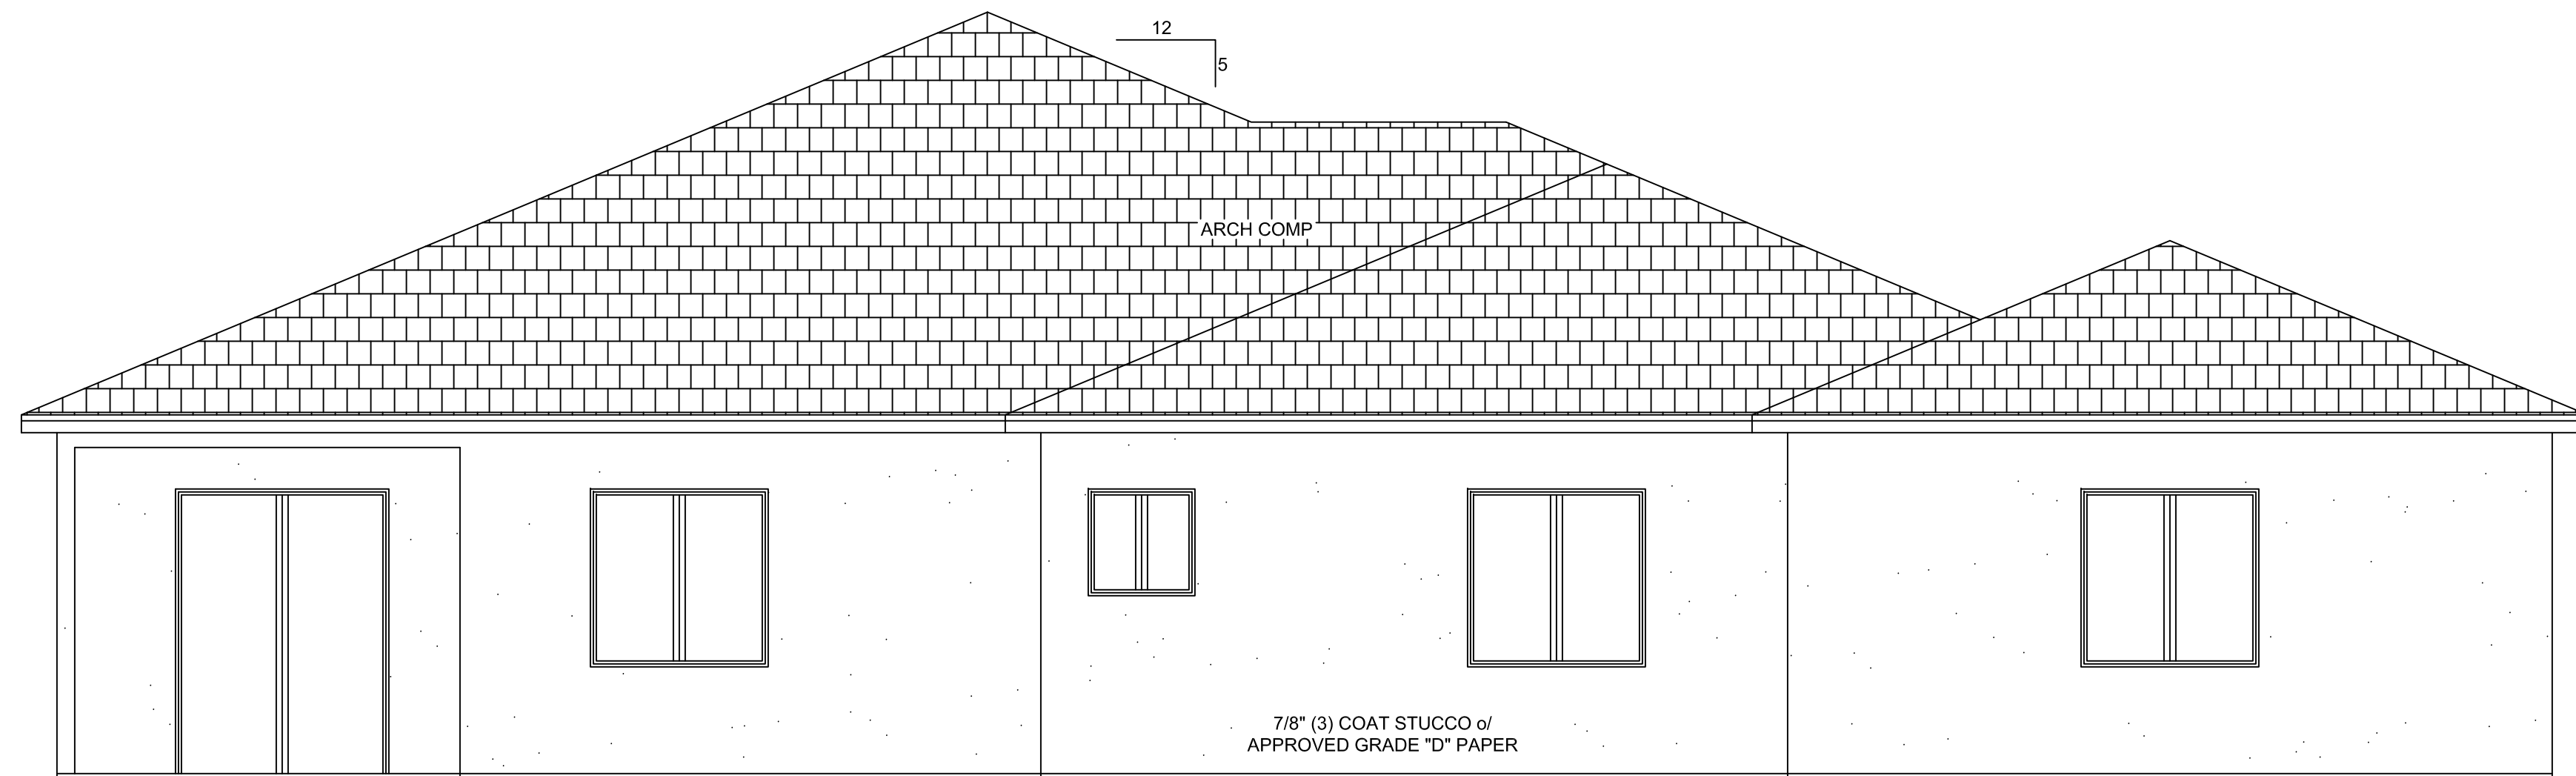 12
5
ARCH COMP
7/8" (3) COAT STUCCO o/
APPROVED GRADE "D" PAPER